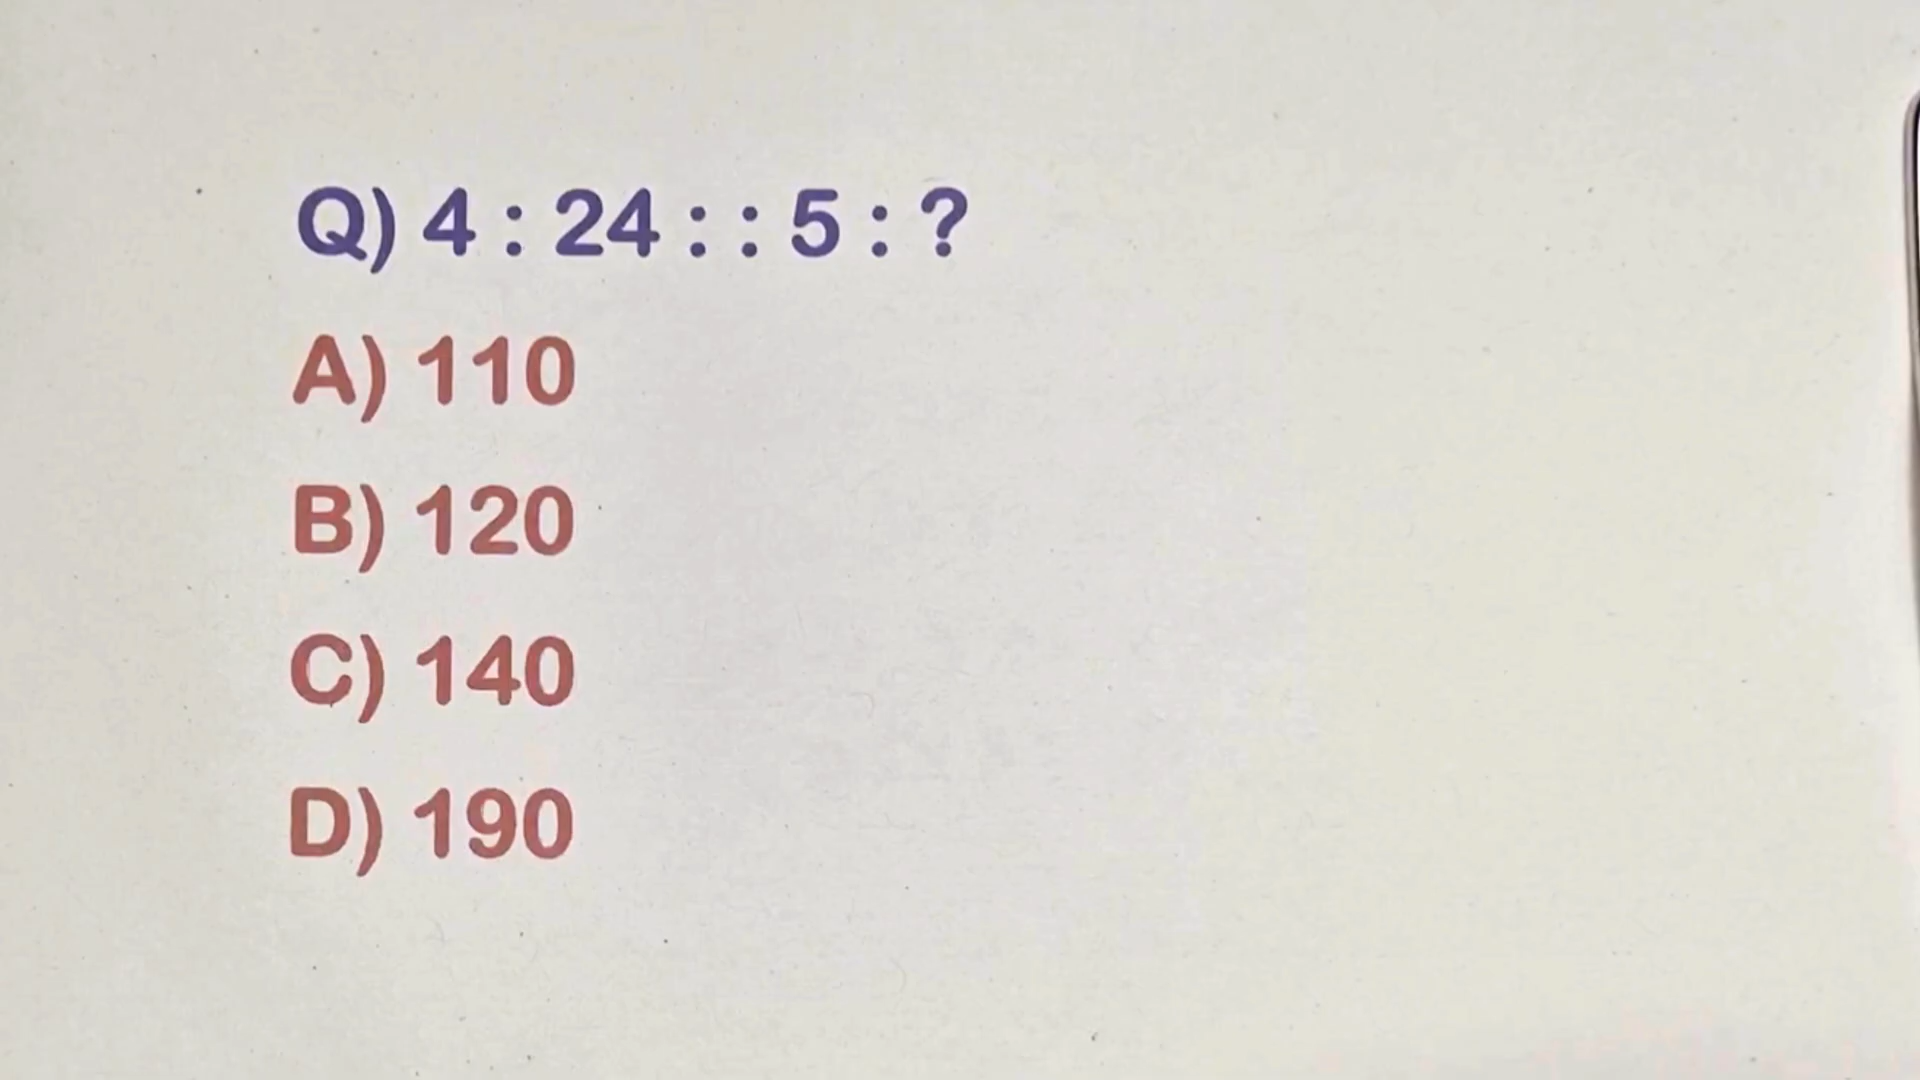 Q) 4 : 24 : : 5 : ?
A) 110
B) 120
C) 140
D) 190